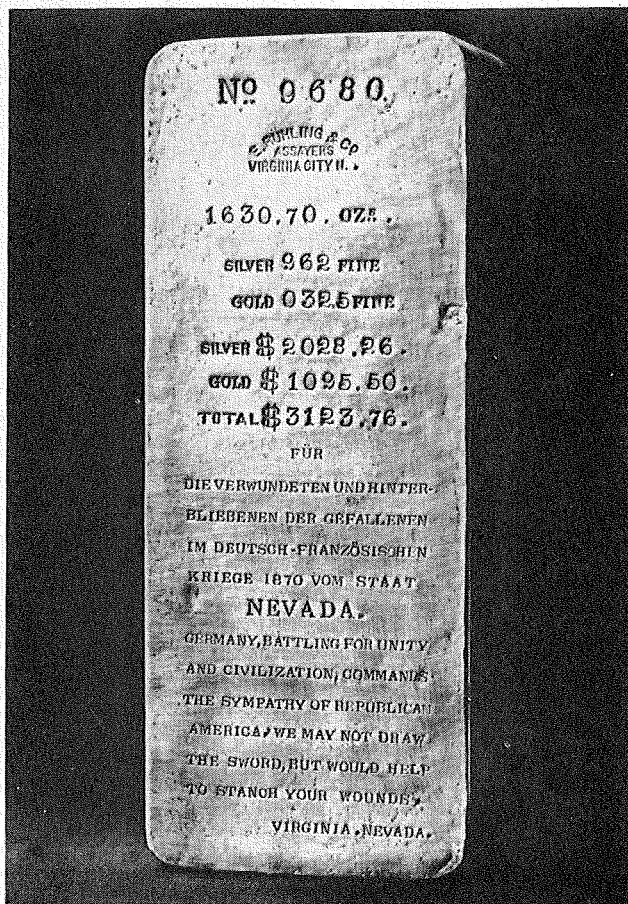 Nº 0680.
E. RUHLING & Co
ASSAYERS
VIRGINIA CITY N.
1630.70. OZS.
SILVER 962 FINE
GOLD 0325 FINE
SILVER $ 2028.26.
GOLD $ 1095.50.
TOTAL $3123.76.
FÜR
DIE VERWUNDETEN UND HINTER-
BLIEBENEN DER GEFALLENEN
IM DEUTSCH-FRANZÖSISCHEN
KRIEGE 1870 VOM STAAT
NEVADA.
GERMANY, BATTLING FOR UNITY
AND CIVILIZATION, COMMANDS
THE SYMPATHY OF REPUBLICAN
AMERICA, WE MAY NOT DRAW
THE SWORD, BUT WOULD HELP
TO STANCH YOUR WOUNDS,
VIRGINIA, NEVADA.